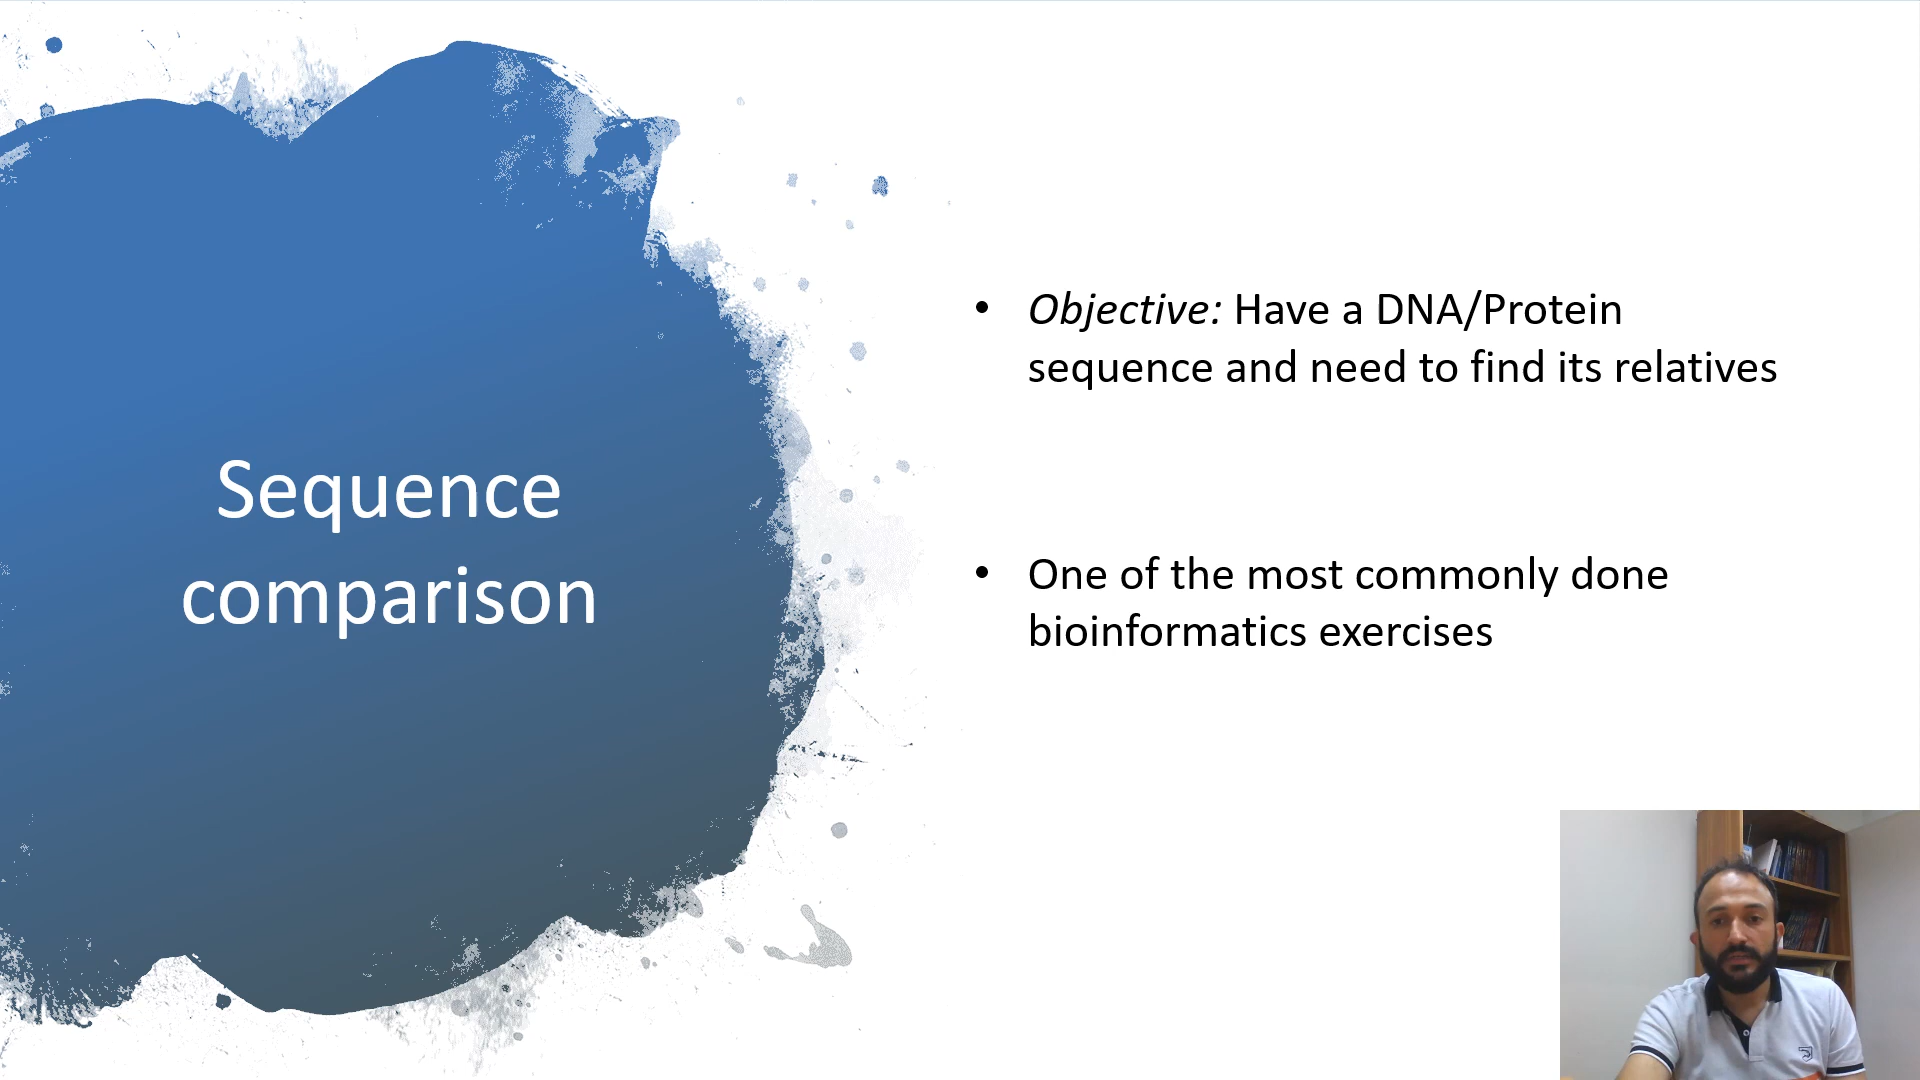 Sequence
comparison
• Objective: Have a DNA/Protein
sequence and need to find its relatives
• One of the most commonly done
bioinformatics exercises